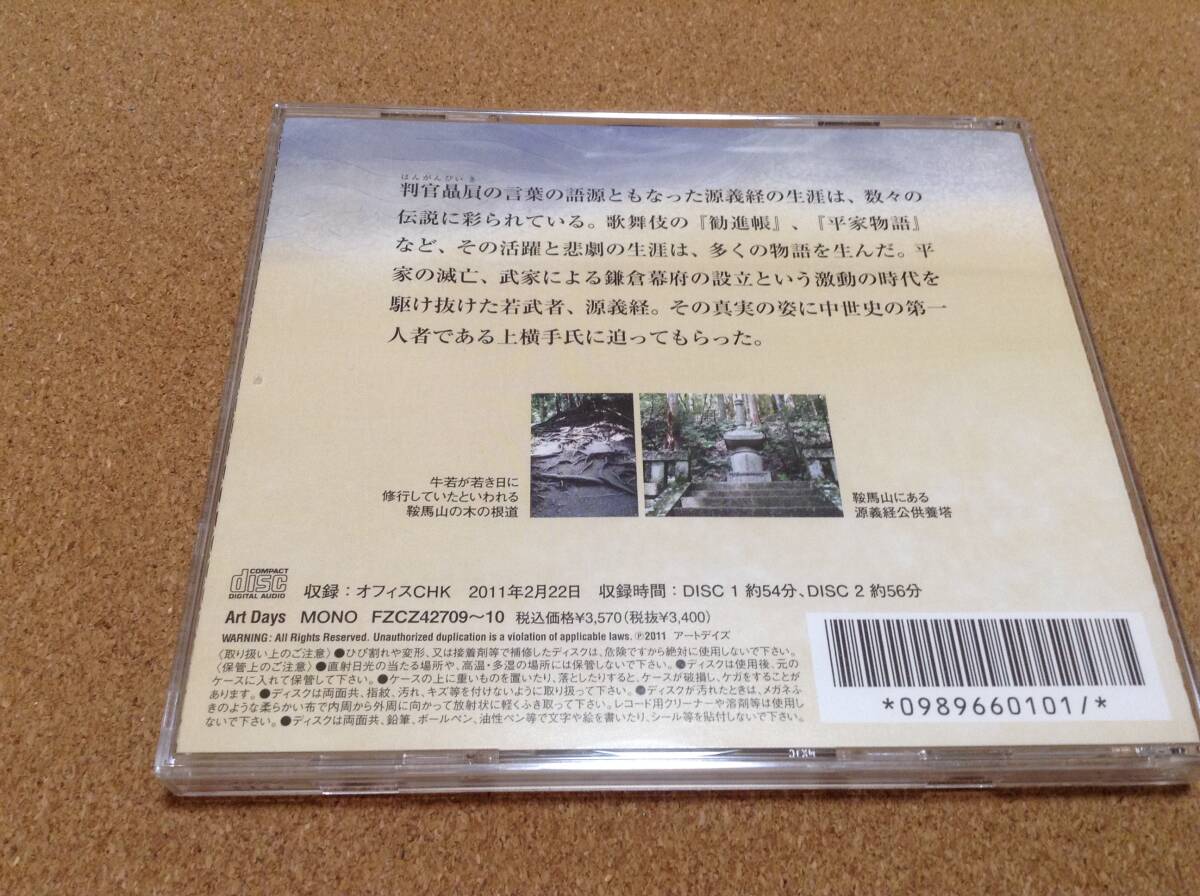 はんがんびいき
判官贔屓の言葉の語源ともなった源義経の生涯は、数々の
伝説に彩られている。歌舞伎の『勧進帳』、『平家物語』
など、その活躍と悲劇の生涯は、多くの物語を生んだ。平
家の滅亡、武家による鎌倉幕府の設立という激動の時代を
駆け抜けた若武者、源義経。その真実の姿に中世史の第一
人者である上横手氏に迫ってもらった。
牛若が若き日に
修行していたといわれる
鞍馬山の木の根道
鞍馬山にある
源義経公供養塔
COMPACT
disc
DIGITAL AUDIO
収録：オフィスCHK 2011年2月22日 収録時間：DISC 1 約54分、DISC 2 約56分
Art Days MONO FZCZ42709〜10 税込価格¥3,570(税抜¥3,400)
WARNING: All Rights Reserved. Unauthorized duplication is a violation of applicable laws. ℗2011 アートデイズ
〈取り扱い上のご注意〉●ひび割れや変形、又は接着剤等で補修したディスクは、危険ですから絶対に使用しないで下さい。
〈保管上のご注意〉●直射日光の当たる場所や、高温・多湿の場所には保管しないで下さい。●ディスクは使用後、元の
ケースに入れて保管して下さい。●ケースの上に重いものを置いたり、落としたりすると、ケースが破損し、ケガをすることが
あります。●ディスクは両面共、指紋、汚れ、キズ等を付けないように取り扱って下さい。●ディスクが汚れたときは、メガネふ
きのような柔らかい布で内周から外周に向かって放射状に軽くふき取って下さい。レコード用クリーナーや溶剤等は使用し
ないで下さい。●ディスクは両面共、鉛筆、ボールペン、油性ペン等で文字や絵を書いたり、シール等を貼付しないで下さい。
*0989660101/*